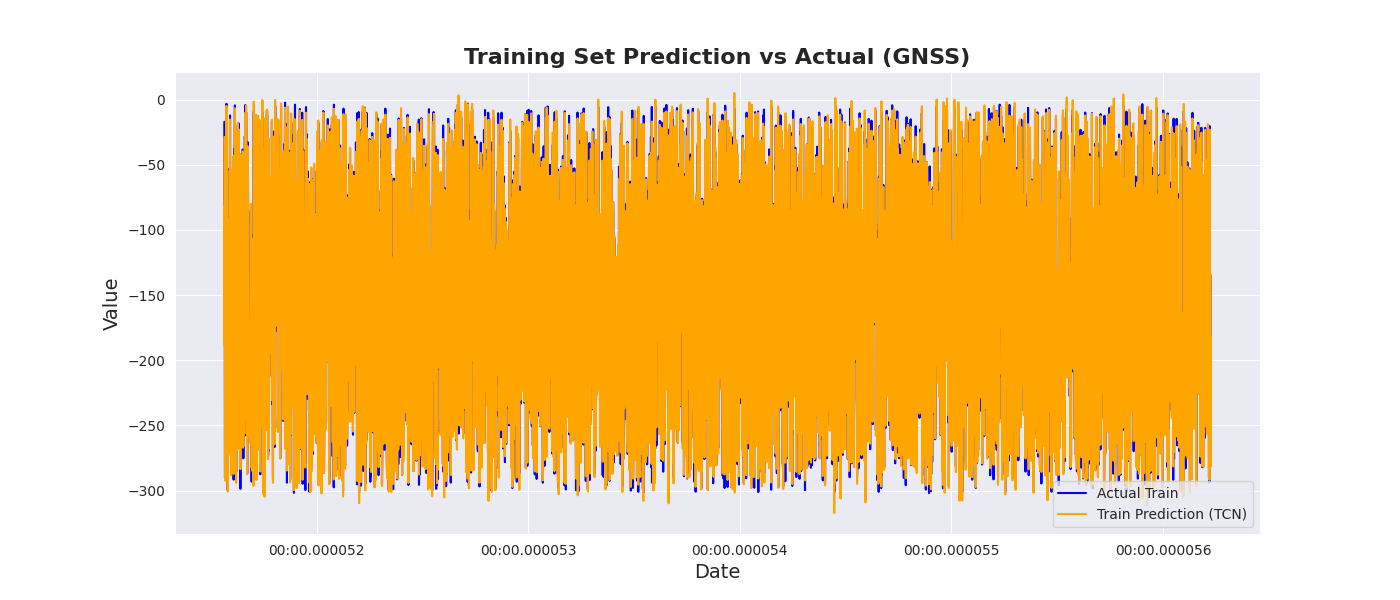 Training Set Prediction vs Actual (GNSS)
Value
0
−50
−100
−150
−200
−250
−300
00:00.000052
00:00.000053
00:00.000054
00:00.000055
00:00.000056
Date
Actual Train
Train Prediction (TCN)